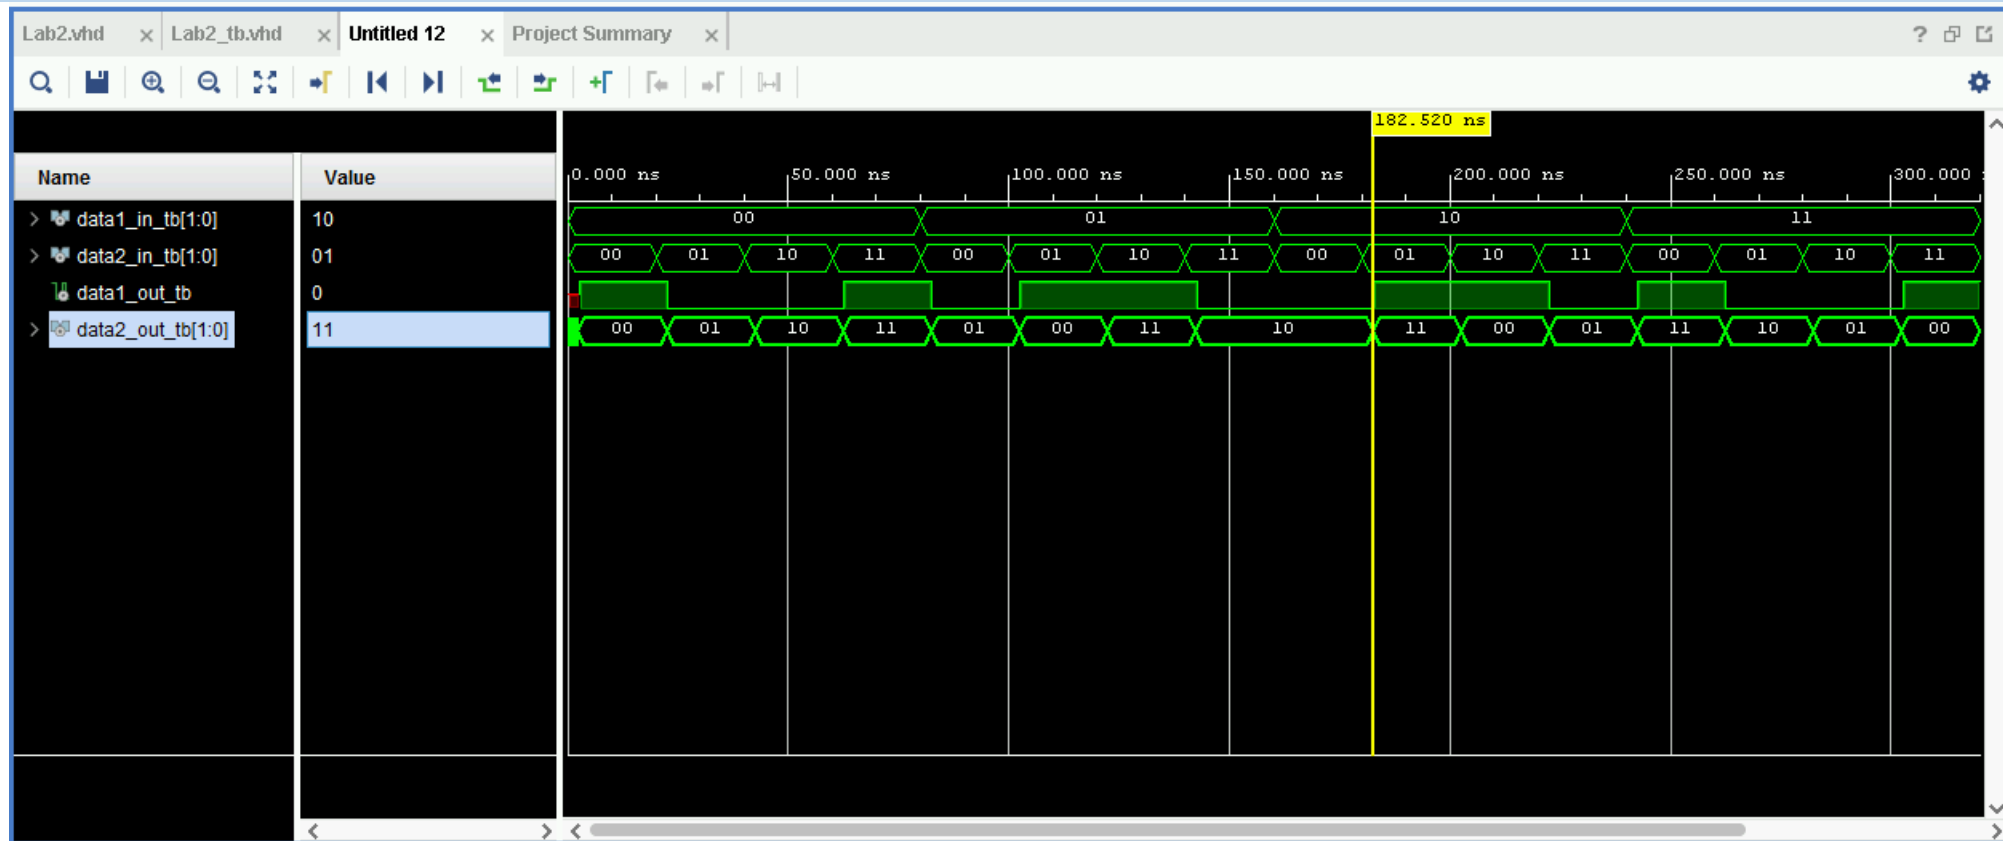 Lab2.vhd × Lab2_tb.vhd × Untitled 12 × Project Summary ×
182.520 ns
Name Value
0.000 ns 50.000 ns 100.000 ns 150.000 ns 200.000 ns 250.000 ns 300.000
data1_in_tb[1:0] 10 00 01 10 11
data2_in_tb[1:0] 01 00 01 10 11 00 01 10 11 00 01 10 11 00 01 10 11
data1_out_tb 0
data2_out_tb[1:0] 11 00 01 10 11 01 00 11 10 11 00 01 11 10 01 00